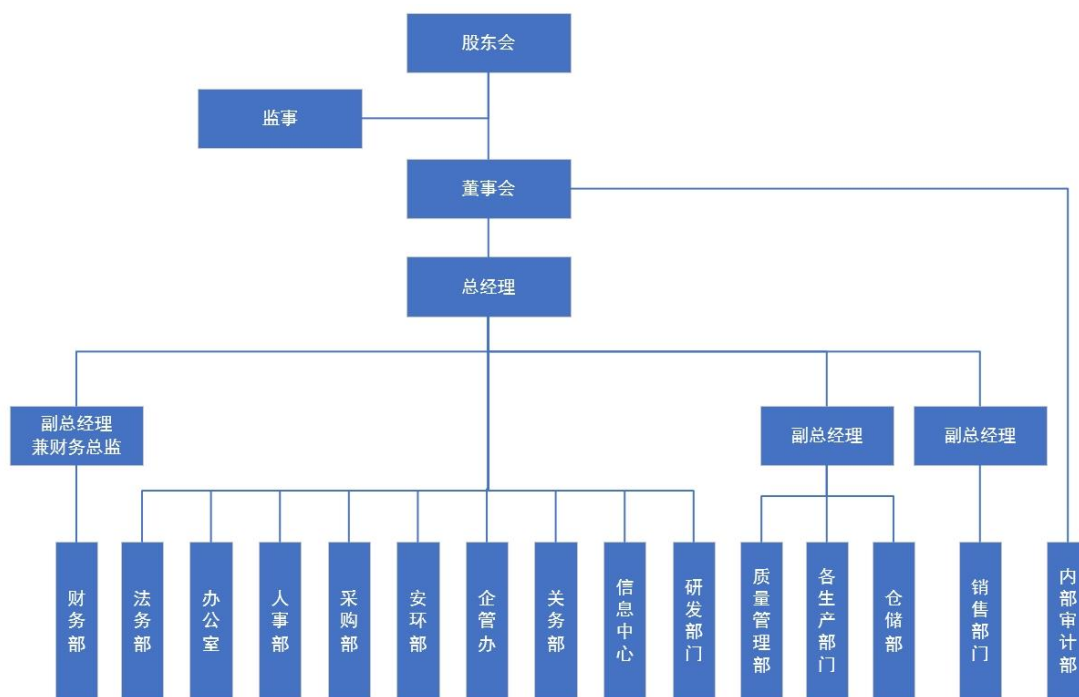 股东会
监事
董事会
总经理
副总经理
兼财务总监
副总经理
副总经理
财务部
法务部
办公室
人事部
采购部
安环部
企管办
关务部
信息中心
研发部门
质量管理部
各生产部门
仓储部
销售部门
内部审计部